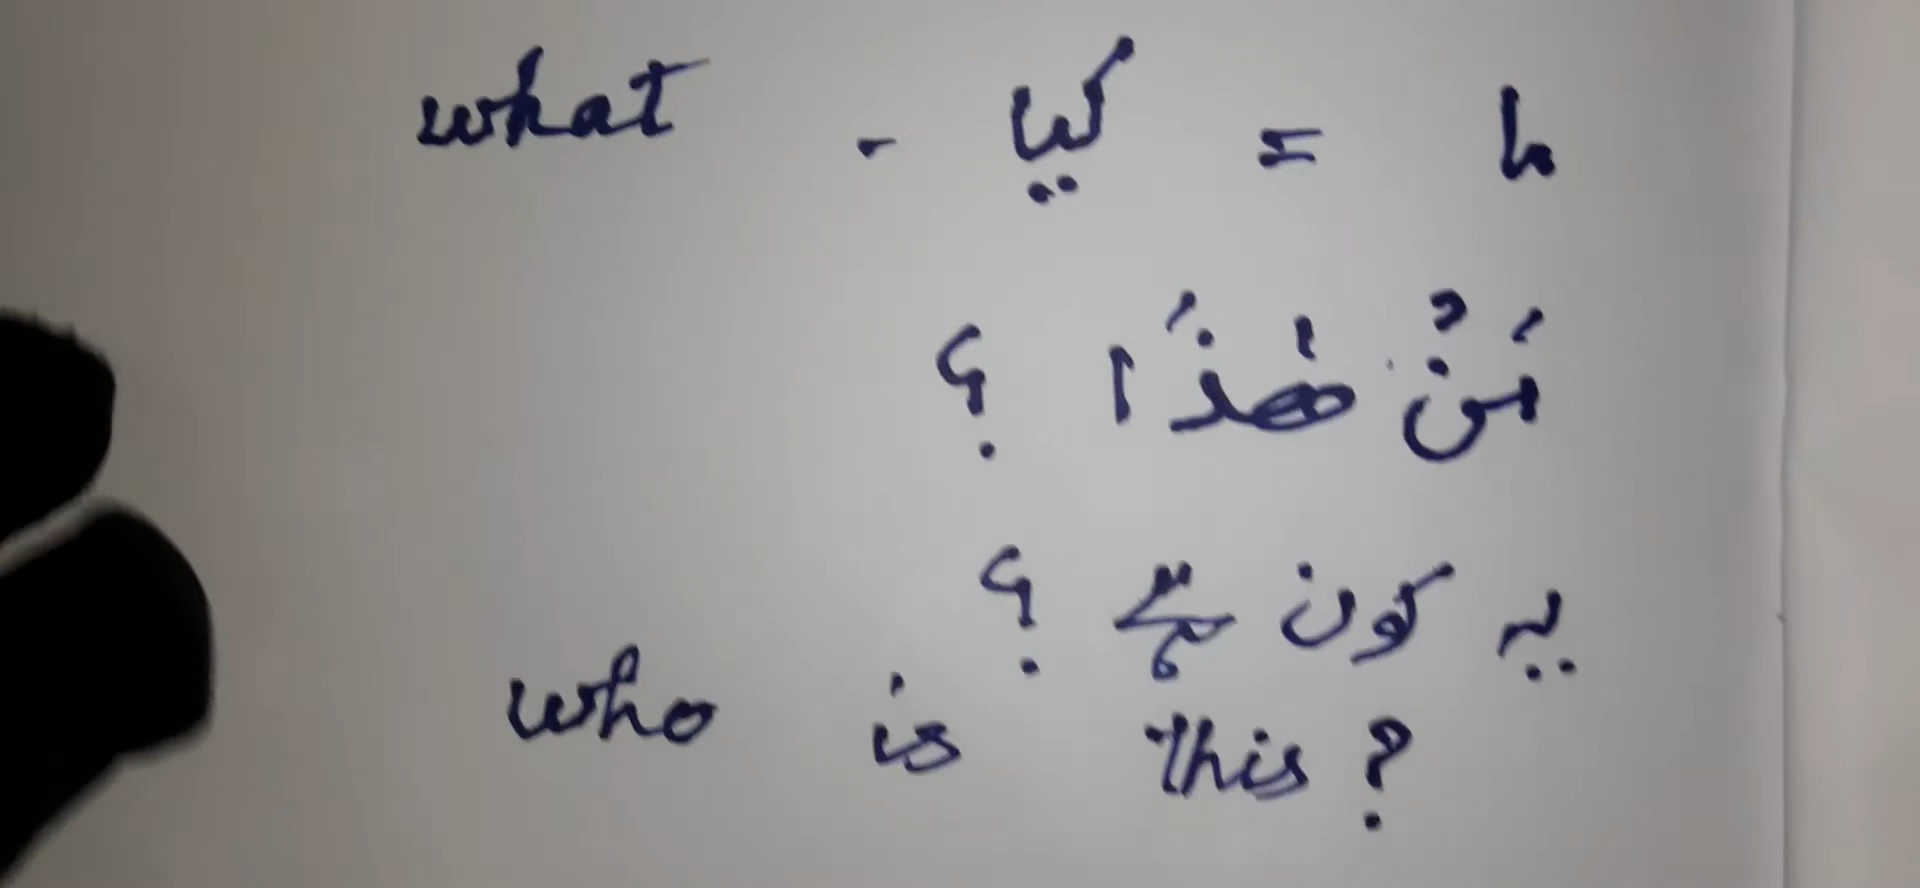 ما = کیا - what
مَنْ ھٰذَا ؟
یہ کون ہے ؟
who is this?